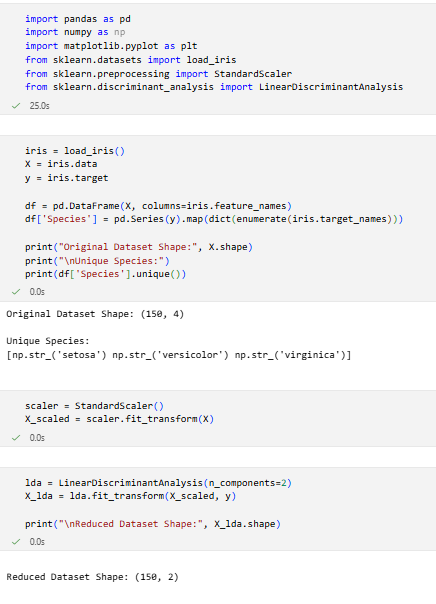 import pandas as pd
import numpy as np
import matplotlib.pyplot as plt
from sklearn.datasets import load_iris
from sklearn.preprocessing import StandardScaler
from sklearn.discriminant_analysis import LinearDiscriminantAnalysis
✓ 25.0s
iris = load_iris()
X = iris.data
y = iris.target
df = pd.DataFrame(X, columns=iris.feature_names)
df['Species'] = pd.Series(y).map(dict(enumerate(iris.target_names)))
print("Original Dataset Shape:", X.shape)
print("\nUnique Species:")
print(df['Species'].unique())
✓ 0.0s
Original Dataset Shape: (150, 4)
Unique Species:
[np.str_('setosa') np.str_('versicolor') np.str_('virginica')]
scaler = StandardScaler()
X_scaled = scaler.fit_transform(X)
✓ 0.0s
lda = LinearDiscriminantAnalysis(n_components=2)
X_lda = lda.fit_transform(X_scaled, y)
print("\nReduced Dataset Shape:", X_lda.shape)
✓ 0.0s
Reduced Dataset Shape: (150, 2)